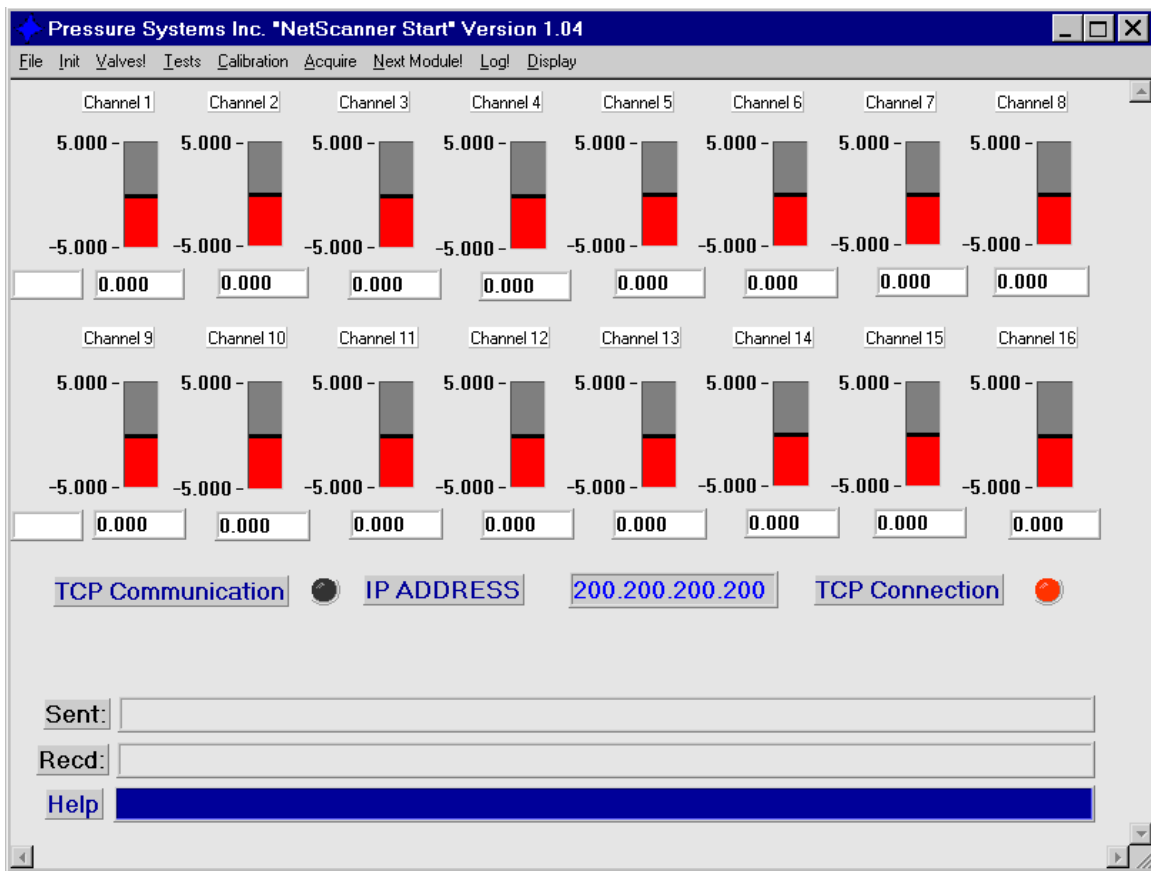 Pressure Systems Inc. "NetScanner Start" Version 1.04
File Init Valves! Tests Calibration Acquire Next Module! Log! Display
Channel 1 Channel 2 Channel 3 Channel 4 Channel 5 Channel 6 Channel 7 Channel 8
5.000 - 5.000 - 5.000 - 5.000 - 5.000 - 5.000 - 5.000 - 5.000 -
-5.000 - -5.000 - -5.000 - -5.000 - -5.000 - -5.000 - -5.000 - -5.000 -
0.000 0.000 0.000 0.000 0.000 0.000 0.000 0.000
Channel 9 Channel 10 Channel 11 Channel 12 Channel 13 Channel 14 Channel 15 Channel 16
5.000 - 5.000 - 5.000 - 5.000 - 5.000 - 5.000 - 5.000 - 5.000 -
-5.000 - -5.000 - -5.000 - -5.000 - -5.000 - -5.000 - -5.000 - -5.000 -
0.000 0.000 0.000 0.000 0.000 0.000 0.000 0.000
TCP Communication IP ADDRESS 200.200.200.200 TCP Connection
Sent:
Recd:
Help